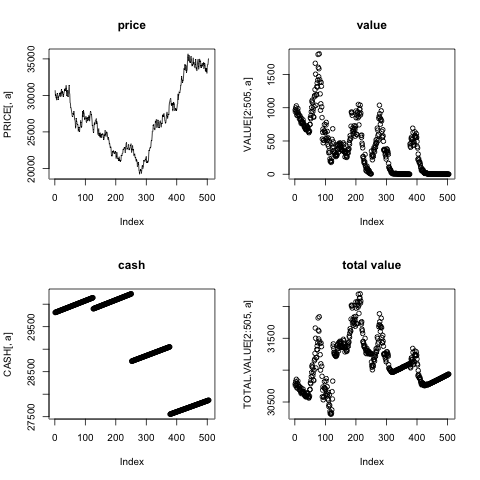 price
PRICE[, a]
20000 25000 30000 35000
0 100 200 300 400 500
Index
value
VALUE[2:505, a]
0 500 1000 1500
0 100 200 300 400 500
Index
cash
CASH[, a]
27500 28500 29500
0 100 200 300 400 500
Index
total value
TOTAL.VALUE[2:505, a]
30500 31500
0 100 200 300 400 500
Index